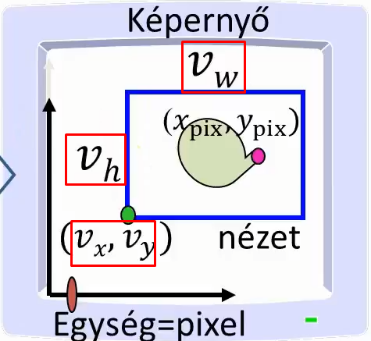 Képernyő
v_w
(x_pix, y_pix)
v_h
(v_x, v_y)
nézet
Egység=pixel